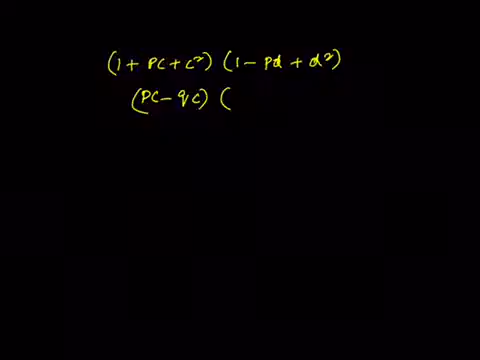 (1 + pc + c²) (1 - pd + d²)
(pc - qc) (